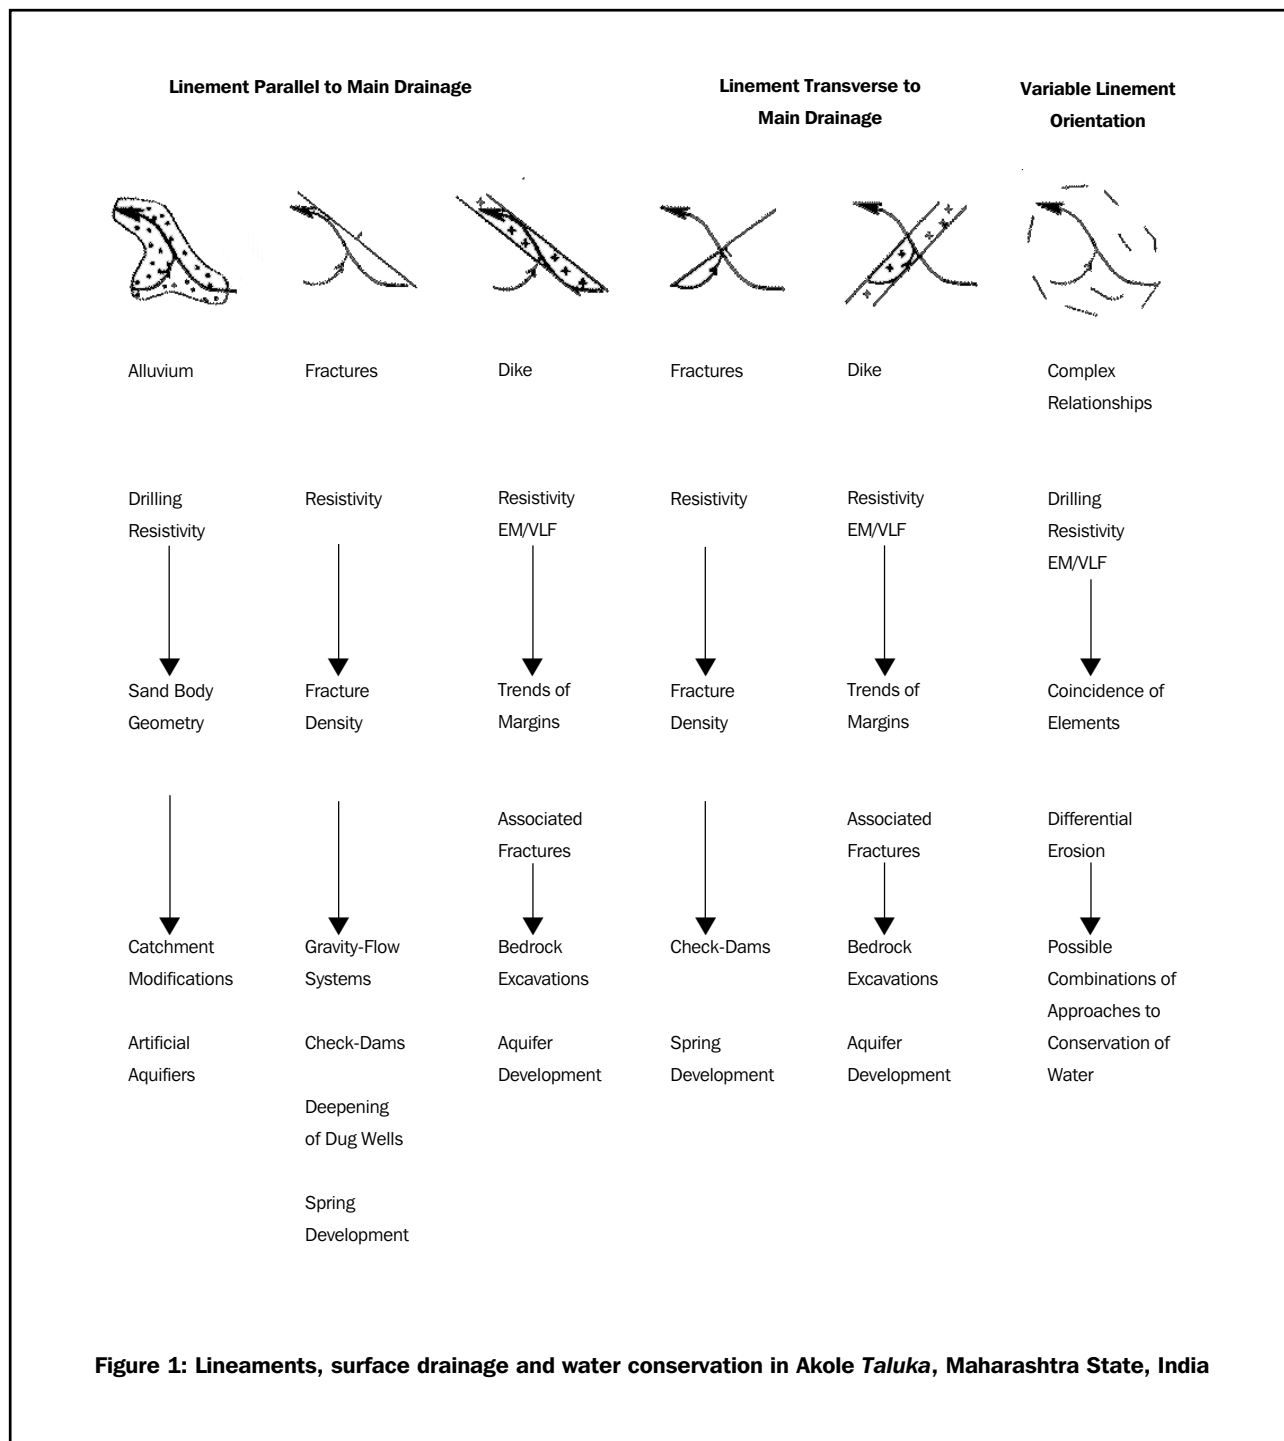 Linement Parallel to Main Drainage
Linement Transverse to
Main Drainage
Variable Linement
Orientation
Alluvium
Fractures
Dike
Fractures
Dike
Complex
Relationships
Drilling
Resistivity
Resistivity
Resistivity
EM/VLF
Resistivity
Resistivity
EM/VLF
Drilling
Resistivity
EM/VLF
Sand Body
Geometry
Fracture
Density
Trends of
Margins
Fracture
Density
Trends of
Margins
Coincidence of
Elements
Associated
Fractures
Associated
Fractures
Differential
Erosion
Catchment
Modifications
Artificial
Aquifiers
Gravity-Flow
Systems
Check-Dams
Deepening
of Dug Wells
Spring
Development
Bedrock
Excavations
Aquifer
Development
Check-Dams
Spring
Development
Bedrock
Excavations
Aquifer
Development
Possible
Combinations of
Approaches to
Conservation of
Water
Figure 1: Lineaments, surface drainage and water conservation in Akole Taluka, Maharashtra State, India